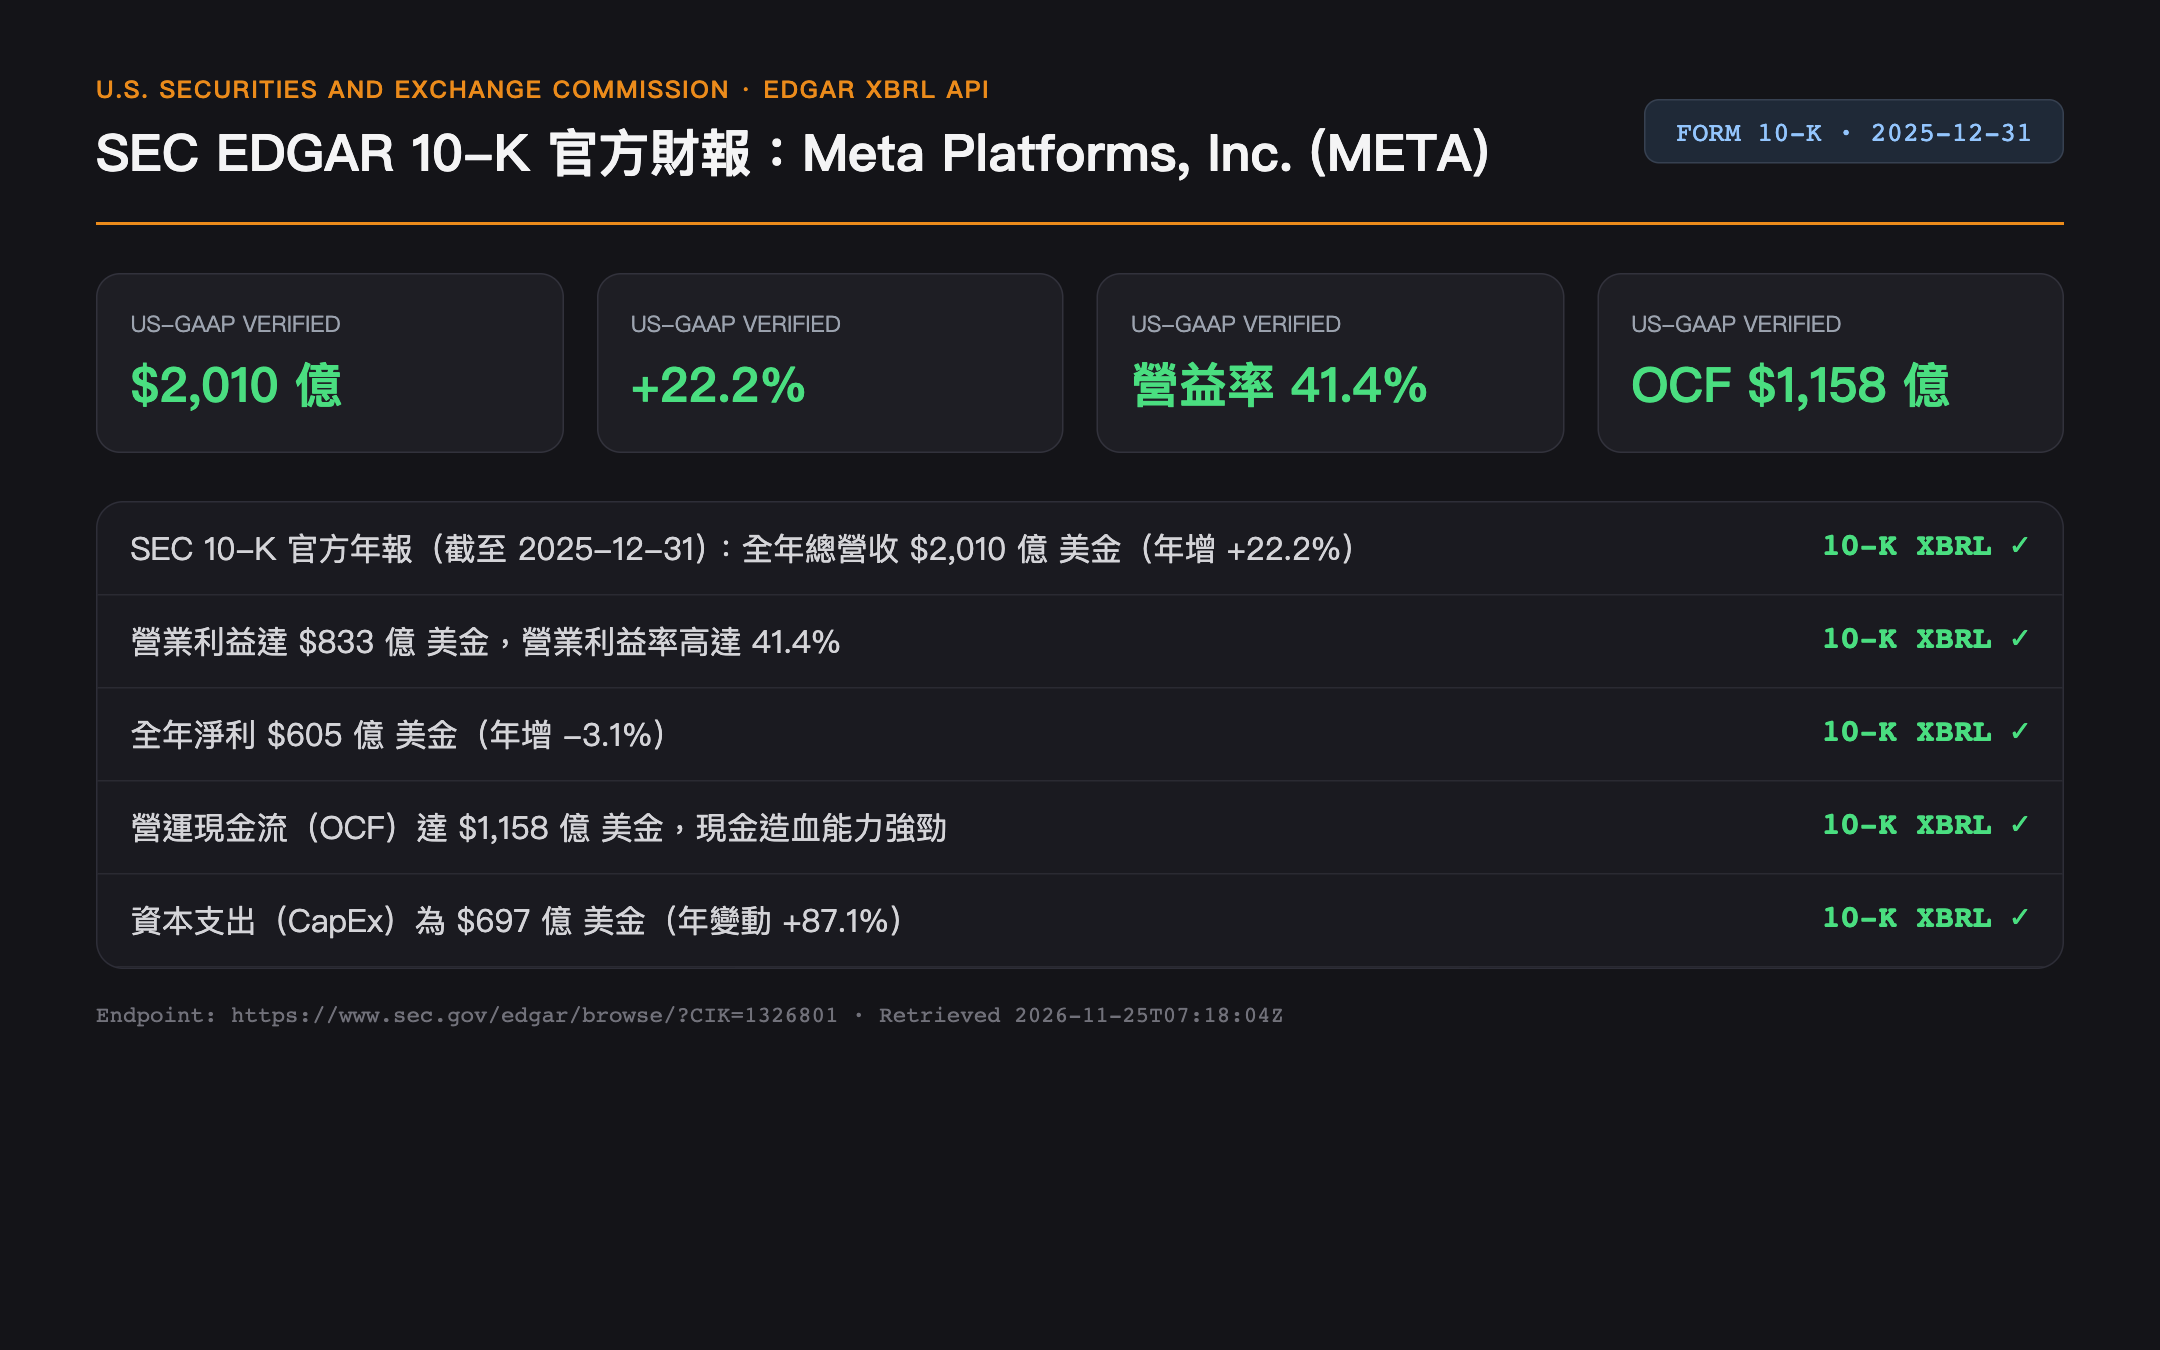 U.S. SECURITIES AND EXCHANGE COMMISSION · EDGAR XBRL API
SEC EDGAR 10-K 官方財報：Meta Platforms, Inc. (META)
FORM 10-K • 2025-12-31
US-GAAP VERIFIED
$2,010 億
US-GAAP VERIFIED
+22.2%
US-GAAP VERIFIED
營益率 41.4%
US-GAAP VERIFIED
OCF $1,158 億
SEC 10-K 官方年報（截至 2025-12-31）：全年總營收 $2,010 億 美金（年增 +22.2%） 10-K XBRL ✓
營業利益達 $833 億 美金，營業利益率高達 41.4% 10-K XBRL ✓
全年淨利 $605 億 美金（年增 -3.1%） 10-K XBRL ✓
營運現金流（OCF）達 $1,158 億 美金，現金造血能力強勁 10-K XBRL ✓
資本支出（CapEx）為 $697 億 美金（年變動 +87.1%） 10-K XBRL ✓
Endpoint: https://www.sec.gov/edgar/browse/?CIK=1326801 · Retrieved 2026-11-25T07:18:04Z